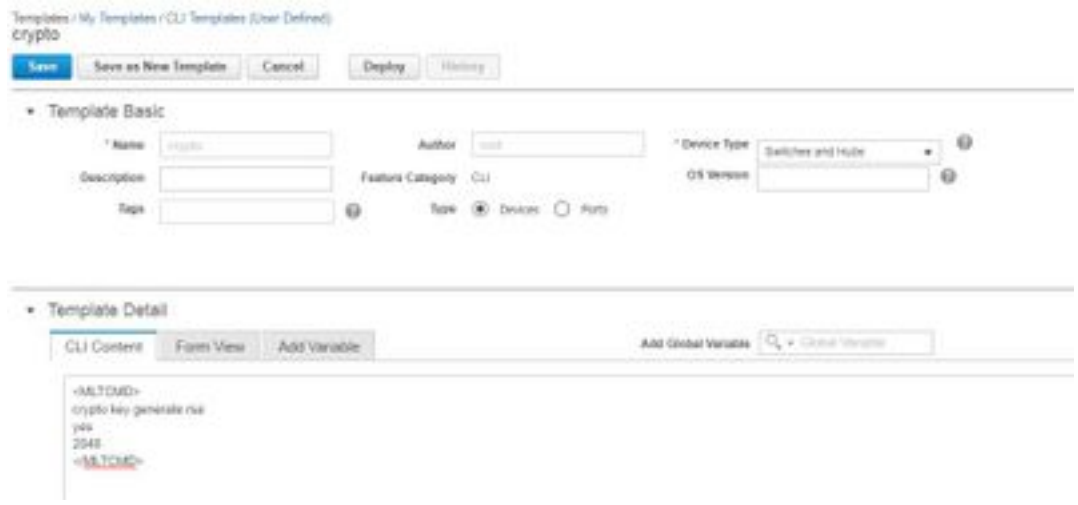 Templates / My Templates / CLI Templates (User Defined)
crypto
Save Save as New Template Cancel Deploy History
Template Basic
* Name crypto Author root * Device Type Switches and Hubs
Description Feature Category CLI OS Version
Tags Type Devices Ports
Template Detail
CLI Content Form View Add Variable Add Global Variable Global Variable
<MLTCMD>
crypto key generate rsa
yes
2048
</MLTCMD>